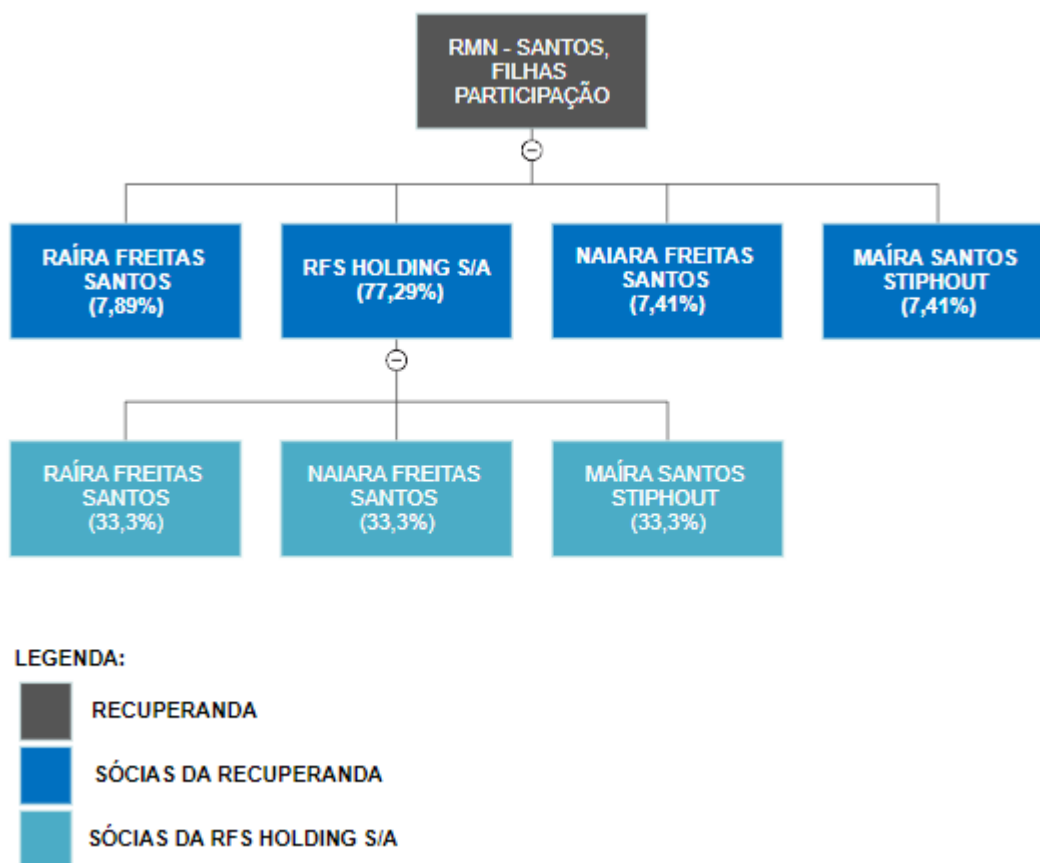 RMN - SANTOS,
FILHAS
PARTICIPAÇÃO
RAÍRA FREITAS
SANTOS
(7,89%)
RFS HOLDING S/A
(77,29%)
NAIARA FREITAS
SANTOS
(7,41%)
MAÍRA SANTOS
STIPHOUT
(7,41%)
RAÍRA FREITAS
SANTOS
(33,3%)
NAIARA FREITAS
SANTOS
(33,3%)
MAÍRA SANTOS
STIPHOUT
(33,3%)
LEGENDA:
RECUPERANDA
SÓCIAS DA RECUPERANDA
SÓCIAS DA RFS HOLDING S/A